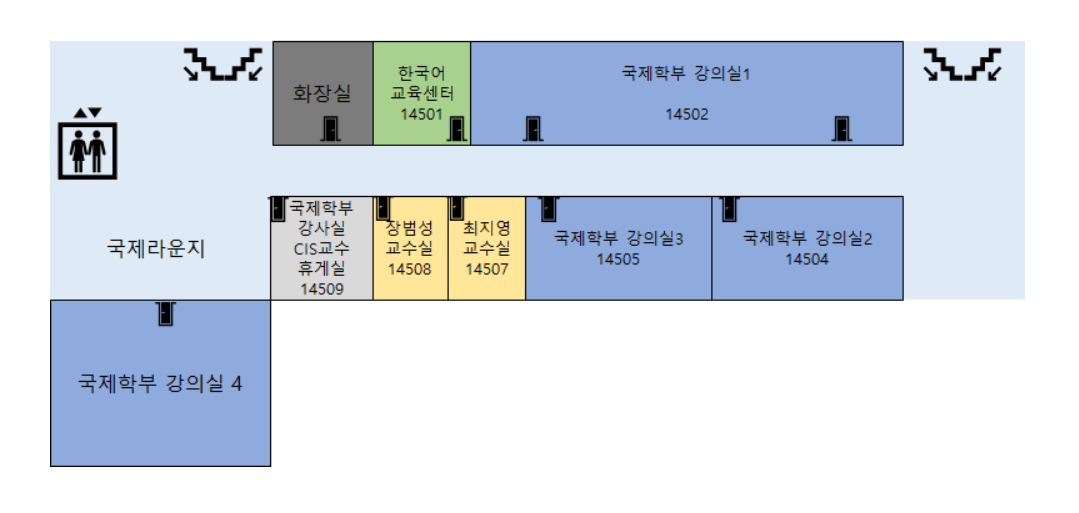 화장실
한국어
교육센터
14501
국제학부 강의실1
14502
국제라운지
국제학부
강사실
CIS교수
휴게실
14509
장범성
교수실
14508
최지영
교수실
14507
국제학부 강의실3
14505
국제학부 강의실2
14504
국제학부 강의실 4